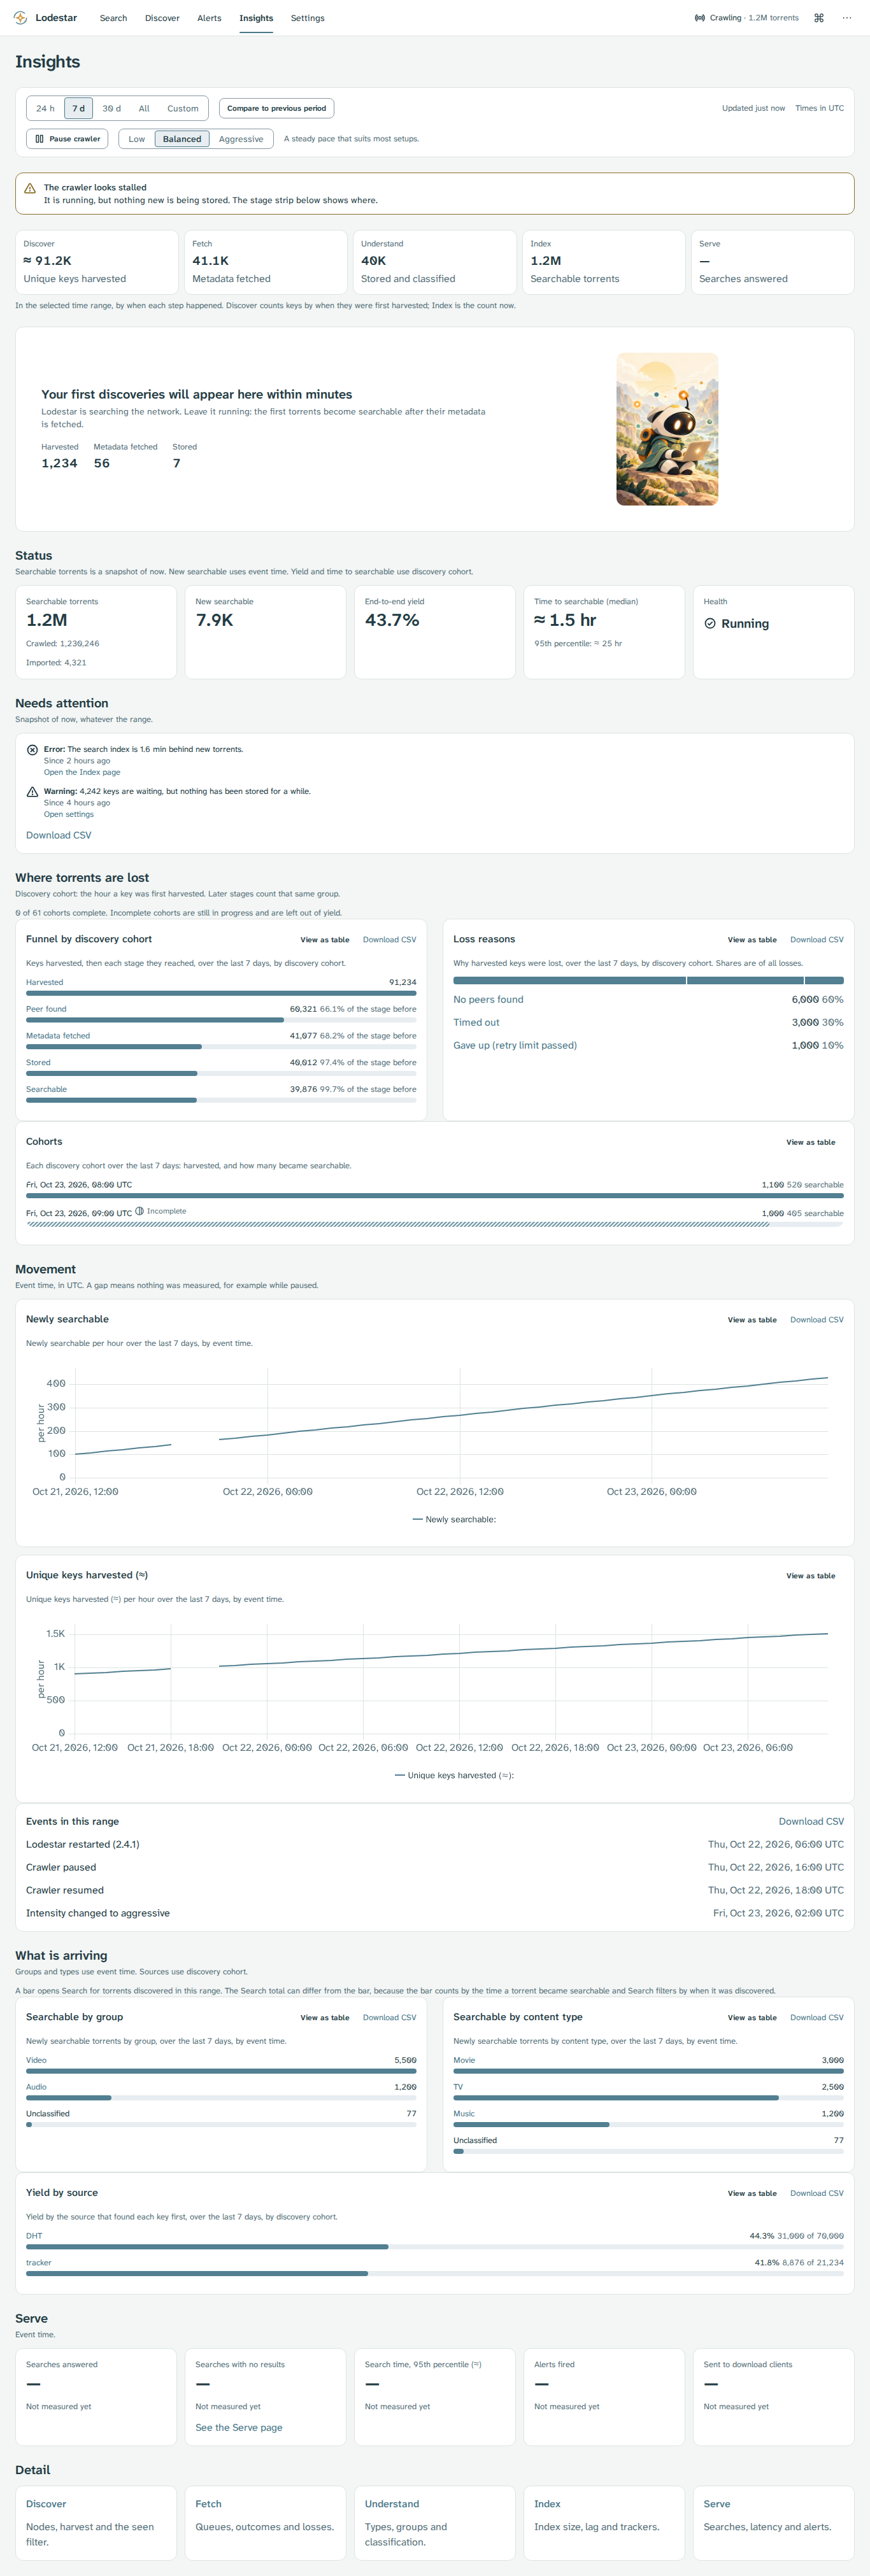 Lodestar Search Discover Alerts Insights Settings Crawling · 1.2M torrents
Insights
24 h 7 d 30 d All Custom Compare to previous period Updated just now Times in UTC
Pause crawler Low Balanced Aggressive A steady pace that suits most setups.
The crawler looks stalled
It is running, but nothing new is being stored. The stage strip below shows where.
Discover Fetch Understand Index Serve
≈ 91.2K 41.1K 40K 1.2M —
Unique keys harvested Metadata fetched Stored and classified Searchable torrents Searches answered
In the selected time range, by when each step happened. Discover counts keys by when they were first harvested; Index is the count now.
Your first discoveries will appear here within minutes
Lodestar is searching the network. Leave it running: the first torrents become searchable after their metadata
is fetched.
Harvested Metadata fetched Stored
1,234 56 7
Status
Searchable torrents is a snapshot of now. New searchable uses event time. Yield and time to searchable use discovery cohort.
Searchable torrents New searchable End-to-end yield Time to searchable (median) Health
1.2M 7.9K 43.7% ≈ 1.5 hr Running
Crawled: 1,230,246 95th percentile: ≈ 25 hr
Imported: 4,321
Needs attention
Snapshot of now, whatever the range.
Error: The search index is 1.6 min behind new torrents.
Since 2 hours ago
Open the Index page
Warning: 4,242 keys are waiting, but nothing has been stored for a while.
Since 4 hours ago
Open settings
Download CSV
Where torrents are lost
Discovery cohort: the hour a key was first harvested. Later stages count that same group.
0 of 61 cohorts complete. Incomplete cohorts are still in progress and are left out of yield.
Funnel by discovery cohort View as table Download CSV
Keys harvested, then each stage they reached, over the last 7 days, by discovery cohort.
Harvested 91,234
Peer found 60,321 66.1% of the stage before
Metadata fetched 41,077 68.2% of the stage before
Stored 40,012 97.4% of the stage before
Searchable 39,876 99.7% of the stage before
Loss reasons View as table Download CSV
Why harvested keys were lost, over the last 7 days, by discovery cohort. Shares are of all losses.
No peers found 6,000 60%
Timed out 3,000 30%
Gave up (retry limit passed) 1,000 10%
Cohorts View as table
Each discovery cohort over the last 7 days: harvested, and how many became searchable.
Fri, Oct 23, 2026, 08:00 UTC 1,100 520 searchable
Fri, Oct 23, 2026, 09:00 UTC Incomplete 1,000 405 searchable
Movement
Event time, in UTC. A gap means nothing was measured, for example while paused.
Newly searchable View as table Download CSV
Newly searchable per hour over the last 7 days, by event time.
per hour
400
300
200
100
0
Oct 21, 2026, 12:00 Oct 22, 2026, 00:00 Oct 22, 2026, 12:00 Oct 23, 2026, 00:00
Newly searchable:
Unique keys harvested (≈) View as table
Unique keys harvested (≈) per hour over the last 7 days, by event time.
per hour
1.5K
1K
500
0
Oct 21, 2026, 12:00 Oct 21, 2026, 18:00 Oct 22, 2026, 00:00 Oct 22, 2026, 06:00 Oct 22, 2026, 12:00 Oct 22, 2026, 18:00 Oct 23, 2026, 00:00 Oct 23, 2026, 06:00
Unique keys harvested (≈):
Events in this range Download CSV
Lodestar restarted (2.4.1) Thu, Oct 22, 2026, 06:00 UTC
Crawler paused Thu, Oct 22, 2026, 16:00 UTC
Crawler resumed Thu, Oct 22, 2026, 18:00 UTC
Intensity changed to aggressive Fri, Oct 23, 2026, 02:00 UTC
What is arriving
Groups and types use event time. Sources use discovery cohort.
A bar opens Search for torrents discovered in this range. The Search total can differ from the bar, because the bar counts by the time a torrent became searchable and Search filters by when it was discovered.
Searchable by group View as table Download CSV
Newly searchable torrents by group, over the last 7 days, by event time.
Video 5,500
Audio 1,200
Unclassified 77
Searchable by content type View as table Download CSV
Newly searchable torrents by content type, over the last 7 days, by event time.
Movie 3,000
TV 2,500
Music 1,200
Unclassified 77
Yield by source View as table Download CSV
Yield by the source that found each key first, over the last 7 days, by discovery cohort.
DHT 44.3% 31,000 of 70,000
tracker 41.8% 8,876 of 21,234
Serve
Event time.
Searches answered Searches with no results Search time, 95th percentile (≈) Alerts fired Sent to download clients
— — — — —
Not measured yet Not measured yet Not measured yet Not measured yet Not measured yet
See the Serve page
Detail
Discover Fetch Understand Index Serve
Nodes, harvest and the seen Queues, outcomes and losses. Types, groups and Index size, lag and trackers. Searches, latency and alerts.
filter. classification.